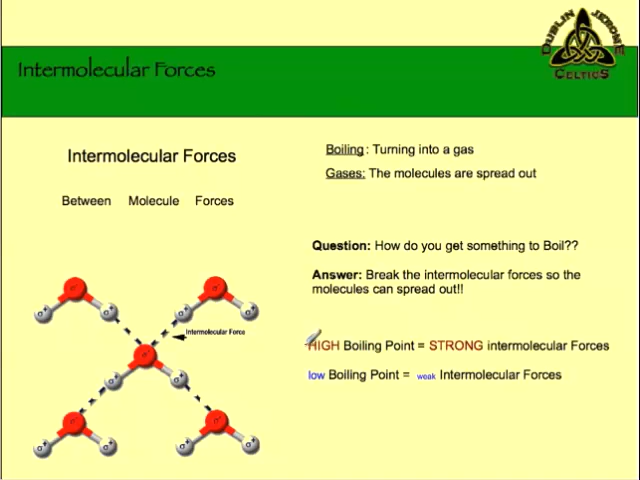 DUBLIN JEROME
CELTICS
Intermolecular Forces
Intermolecular Forces
Between Molecule Forces
Boiling: Turning into a gas
Gases: The molecules are spread out
Question: How do you get something to Boil??
Answer: Break the intermolecular forces so the
molecules can spread out!!
HIGH Boiling Point = STRONG intermolecular Forces
low Boiling Point = weak Intermolecular Forces
Intermolecular Force
σ⁺ σ⁺
σ⁺ σ⁺
σ⁻
σ⁺ σ⁺
σ⁺ σ⁺
σ⁺ σ⁺